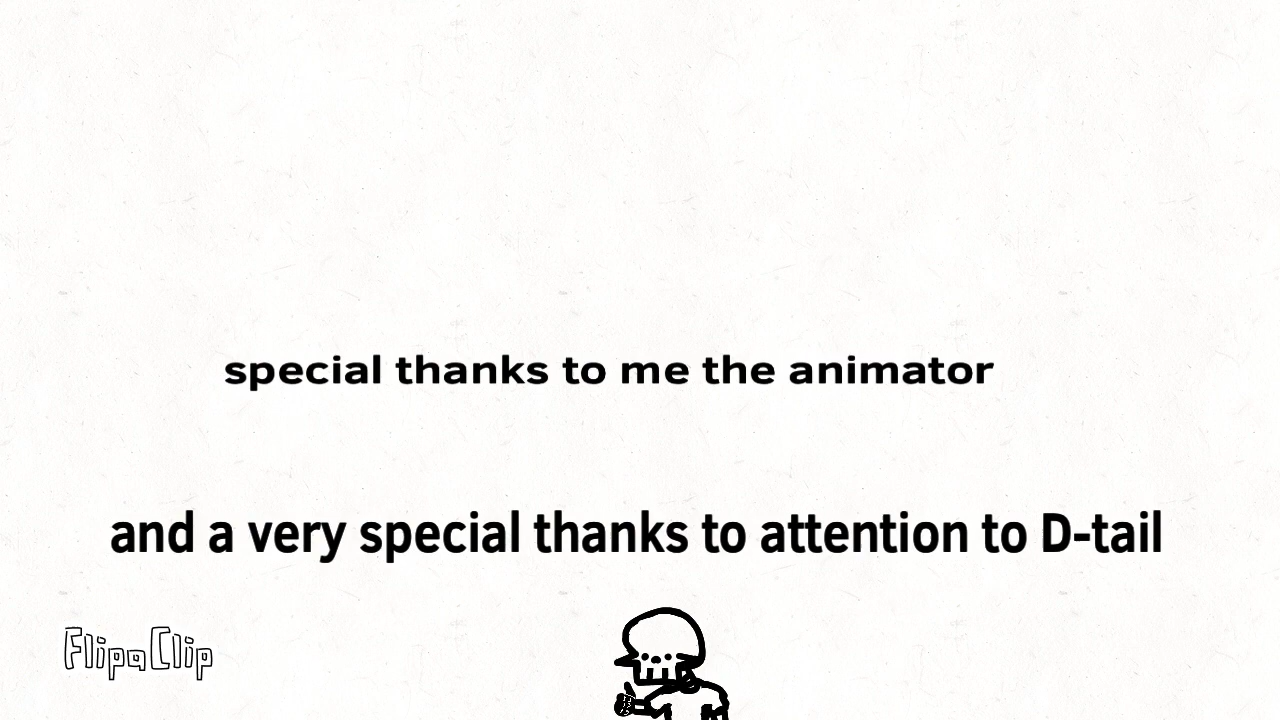 special thanks to me the animator
and a very special thanks to attention to D-tail
FlipaClip